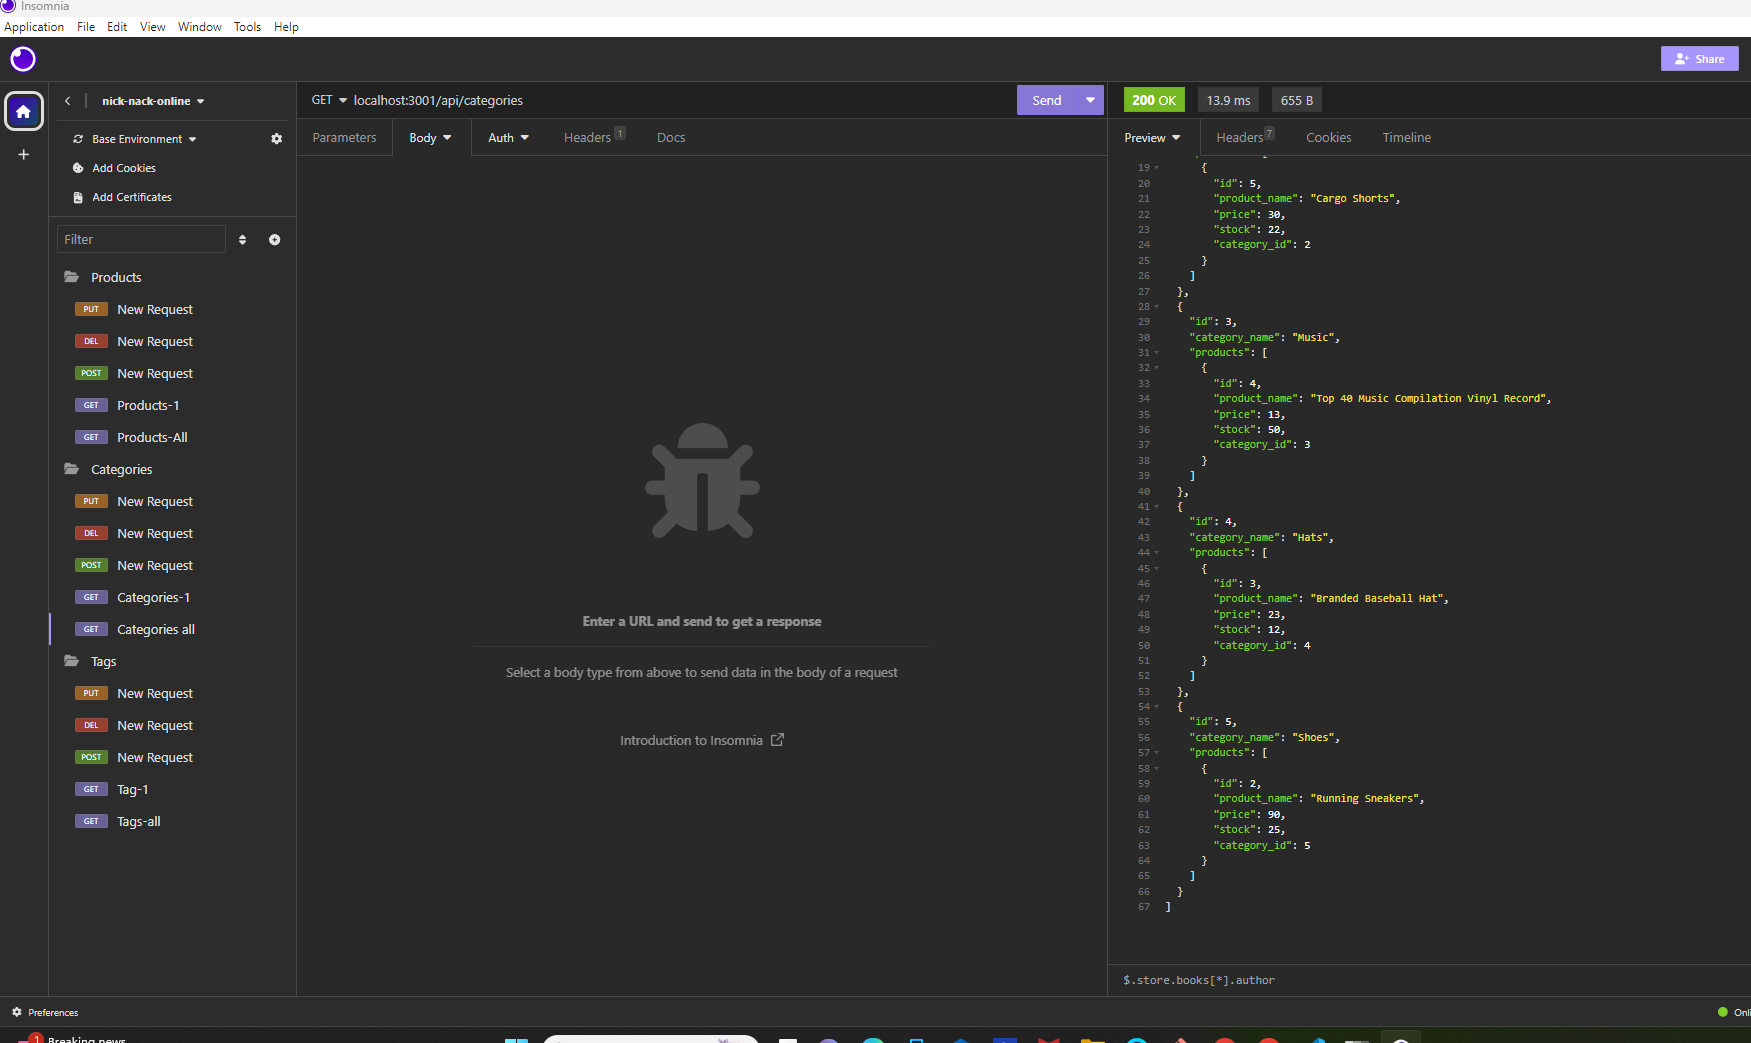 Insomnia
Application File Edit View Window Tools Help
Share
nick-nack-online
Base Environment
Add Cookies
Add Certificates
Filter
Products
PUT New Request
DEL New Request
POST New Request
GET Products-1
GET Products-All
Categories
PUT New Request
DEL New Request
POST New Request
GET Categories-1
GET Categories all
Tags
PUT New Request
DEL New Request
POST New Request
GET Tag-1
GET Tags-all
GET localhost:3001/api/categories
Send
Parameters Body Auth Headers 1 Docs
Enter a URL and send to get a response
Select a body type from above to send data in the body of a request
Introduction to Insomnia
200 OK 13.9 ms 655 B
Preview Headers 7 Cookies Timeline
19 {
20 "id": 5,
21 "product_name": "Cargo Shorts",
22 "price": 30,
23 "stock": 22,
24 "category_id": 2
25 }
26 ]
27 },
28 {
29 "id": 3,
30 "category_name": "Music",
31 "products": [
32 {
33 "id": 4,
34 "product_name": "Top 40 Music Compilation Vinyl Record",
35 "price": 13,
36 "stock": 50,
37 "category_id": 3
38 }
39 ]
40 },
41 {
42 "id": 4,
43 "category_name": "Hats",
44 "products": [
45 {
46 "id": 3,
47 "product_name": "Branded Baseball Hat",
48 "price": 23,
49 "stock": 12,
50 "category_id": 4
51 }
52 ]
53 },
54 {
55 "id": 5,
56 "category_name": "Shoes",
57 "products": [
58 {
59 "id": 2,
60 "product_name": "Running Sneakers",
61 "price": 90,
62 "stock": 25,
63 "category_id": 5
64 }
65 ]
66 }
67 ]
$.store.books[*].author
Preferences
Onli
1 Breaking news